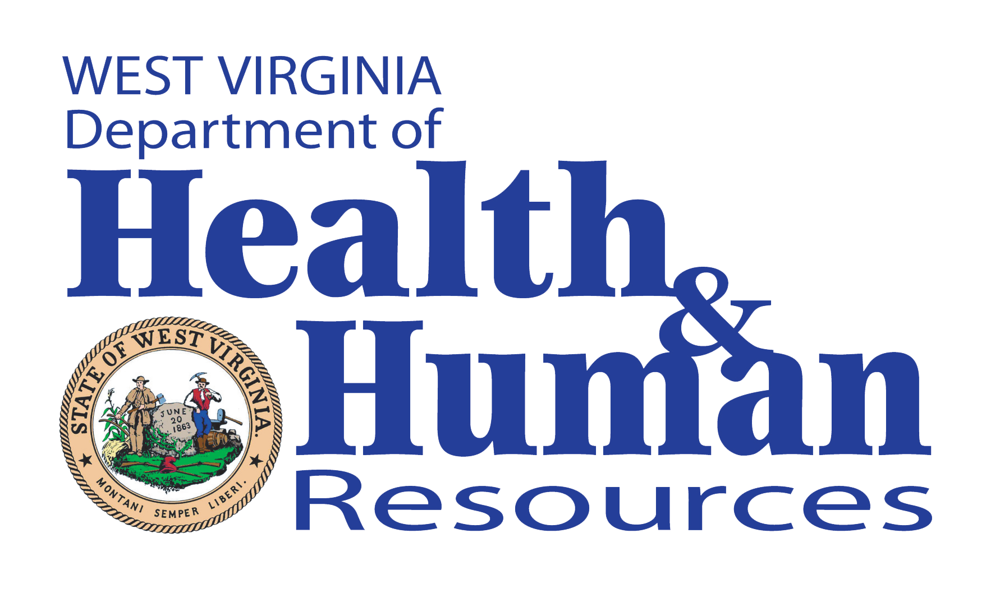 WEST VIRGINIA
Department of
Health
&
Human
Resources
STATE OF WEST VIRGINIA.
JUNE
20
1863
MONTANI SEMPER LIBERI.